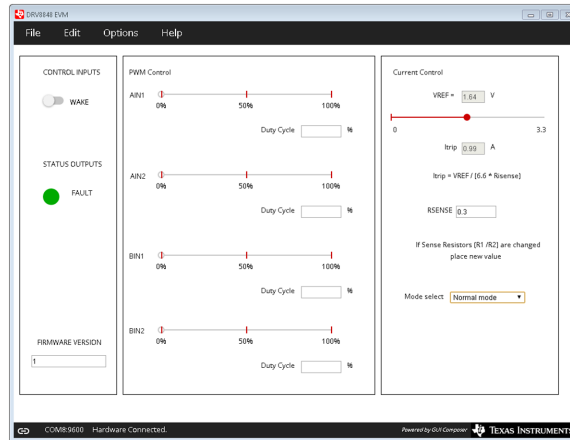 DRV8848 EVM
File Edit Options Help
CONTROL INPUTS
WAKE
STATUS OUTPUTS
FAULT
FIRMWARE VERSION
1
PWM Control
AIN1
0% 50% 100%
Duty Cycle %
AIN2
0% 50% 100%
Duty Cycle %
BIN1
0% 50% 100%
Duty Cycle %
BIN2
0% 50% 100%
Duty Cycle %
Current Control
VREF = 1.64 V
0 3.3
Itrip 0.99 A
Itrip = VREF / [6.6 * Risense]
RSENSE 0.3
If Sense Resistors [R1 /R2] are changed
place new value
Mode select Normal mode
COM8:9600 Hardware Connected.
Powered by GUI Composer TEXAS INSTRUMENTS